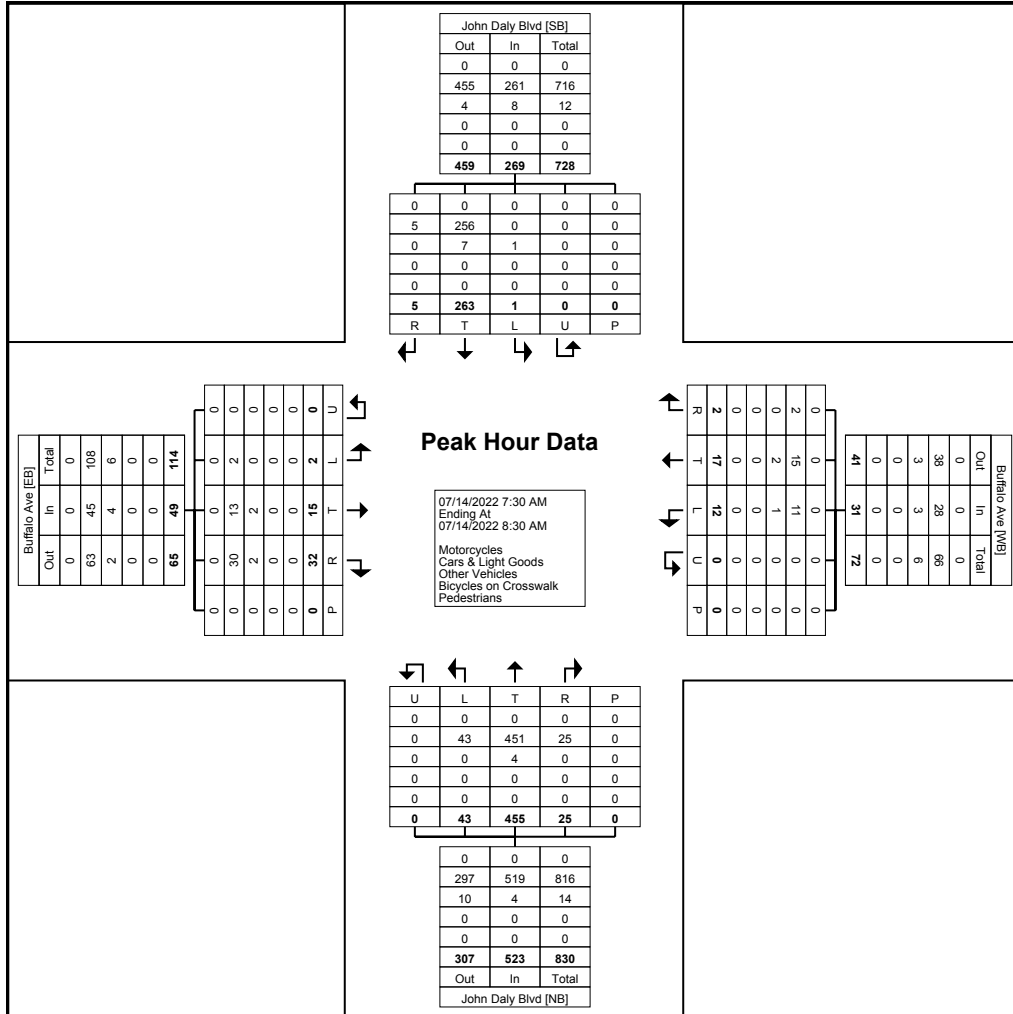 John Daly Blvd [SB]
Out In Total
0 0 0
455 261 716
4 8 12
0 0 0
0 0 0
459 269 728
0 0 0 0 0
5 256 0 0 0
0 7 1 0 0
0 0 0 0 0
0 0 0 0 0
5 263 1 0 0
R T L U P
Buffalo Ave [EB]
Total 0 108 6 0 0 114
In 0 45 4 0 0 49
Out 0 63 2 0 0 65
0 0 0 0 0 0 U
0 2 0 0 0 2 L
0 13 2 0 0 15 T
0 30 2 0 0 32 R
0 0 0 0 0 0 P
Peak Hour Data
07/14/2022 7:30 AM
Ending At
07/14/2022 8:30 AM
Motorcycles
Cars & Light Goods
Other Vehicles
Bicycles on Crosswalk
Pedestrians
R 2 0 0 0 2 0
T 17 0 0 2 15 0
L 12 0 0 1 11 0
U 0 0 0 0 0 0
P 0 0 0 0 0 0
Buffalo Ave [WB]
Out In Total
0 0 0
38 28 66
3 3 6
0 0 0
0 0 0
41 31 72
U L T R P
0 0 0 0 0
0 43 451 25 0
0 0 4 0 0
0 0 0 0 0
0 0 0 0 0
0 43 455 25 0
0 0 0
297 519 816
10 4 14
0 0 0
0 0 0
307 523 830
Out In Total
John Daly Blvd [NB]